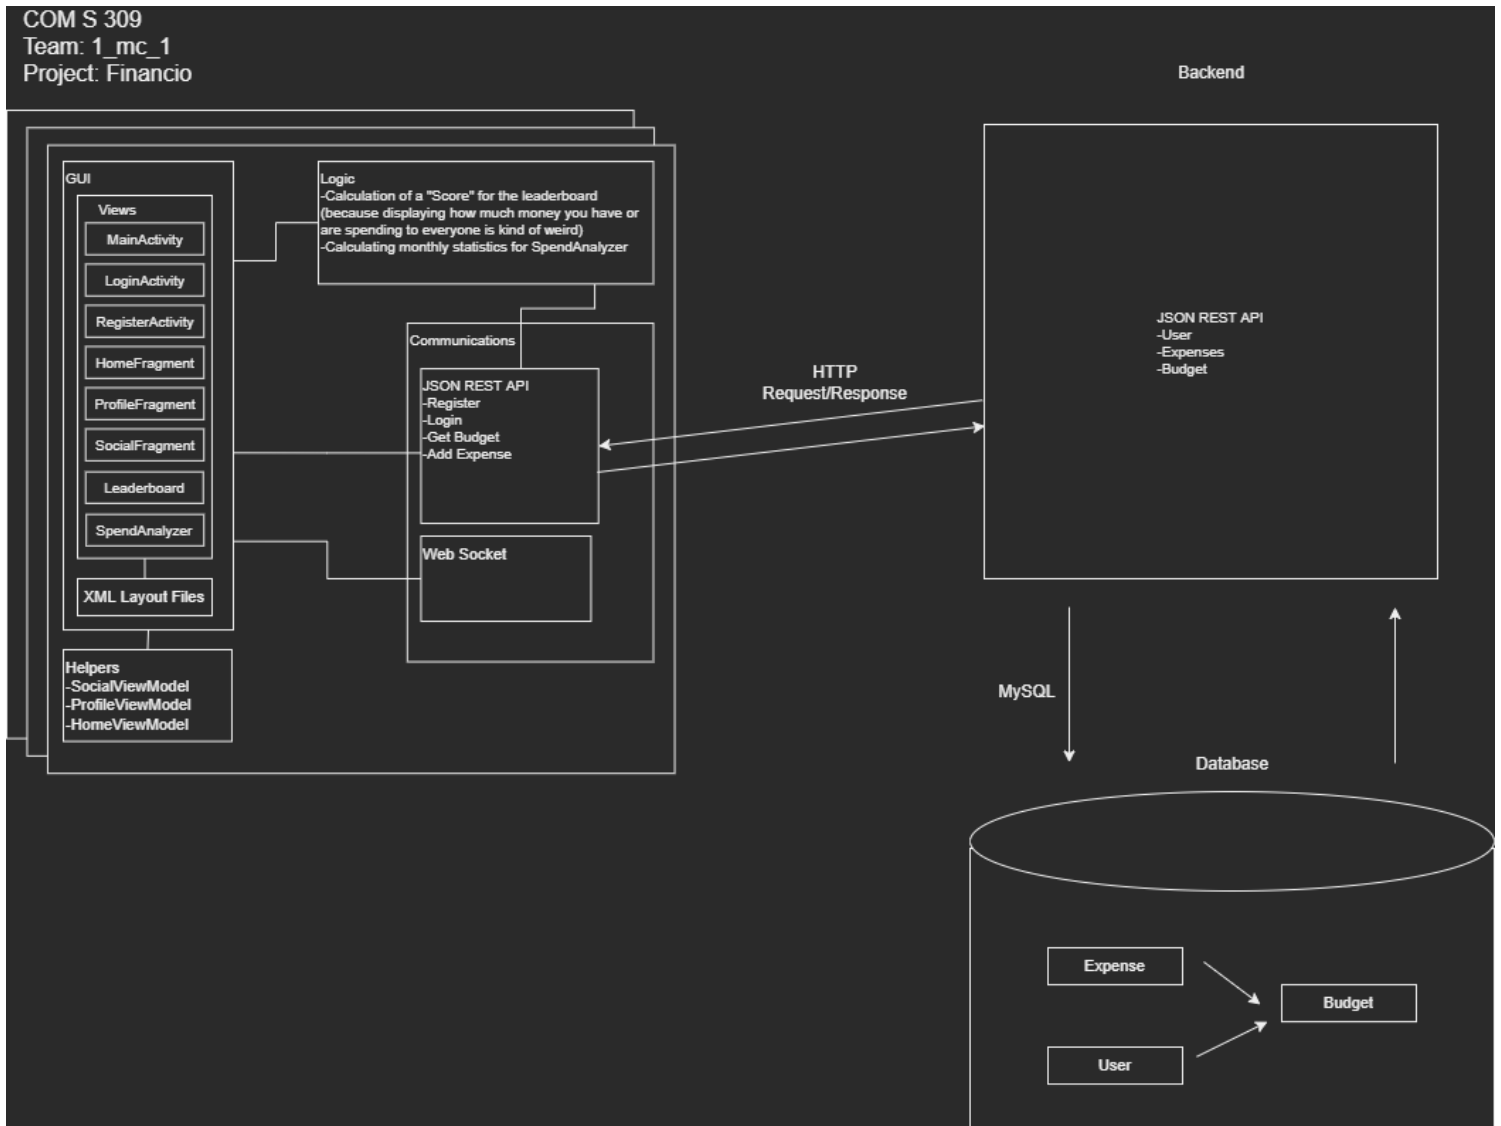 COM S 309
Team: 1_mc_1
Project: Financio
GUI
Views
MainActivity
LoginActivity
RegisterActivity
HomeFragment
ProfileFragment
SocialFragment
Leaderboard
SpendAnalyzer
XML Layout Files
Helpers
-SocialViewModel
-ProfileViewModel
-HomeViewModel
Logic
-Calculation of a "Score" for the leaderboard
(because displaying how much money you have or
are spending to everyone is kind of weird)
-Calculating monthly statistics for SpendAnalyzer
Communications
JSON REST API
-Register
-Login
-Get Budget
-Add Expense
Web Socket
HTTP
Request/Response
Backend
JSON REST API
-User
-Expenses
-Budget
MySQL
Database
Expense
Budget
User